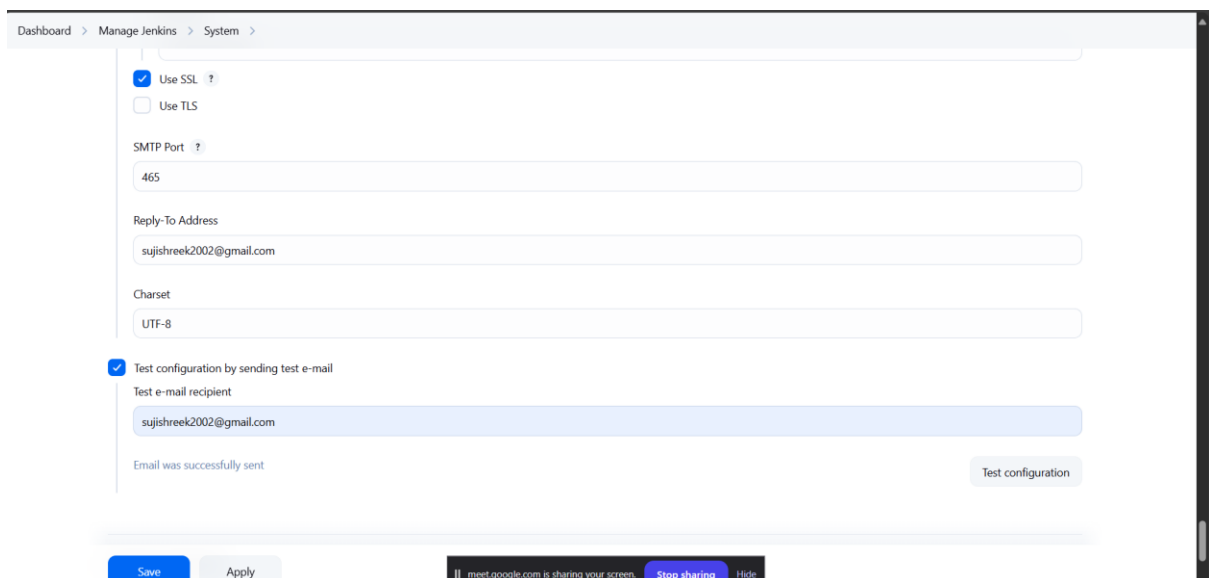 Dashboard > Manage Jenkins > System >
Use SSL ?
Use TLS
SMTP Port ?
465
Reply-To Address
sujishreek2002@gmail.com
Charset
UTF-8
Test configuration by sending test e-mail
Test e-mail recipient
sujishreek2002@gmail.com
Email was successfully sent
Test configuration
Save Apply
meet.google.com is sharing your screen. Stop sharing Hide